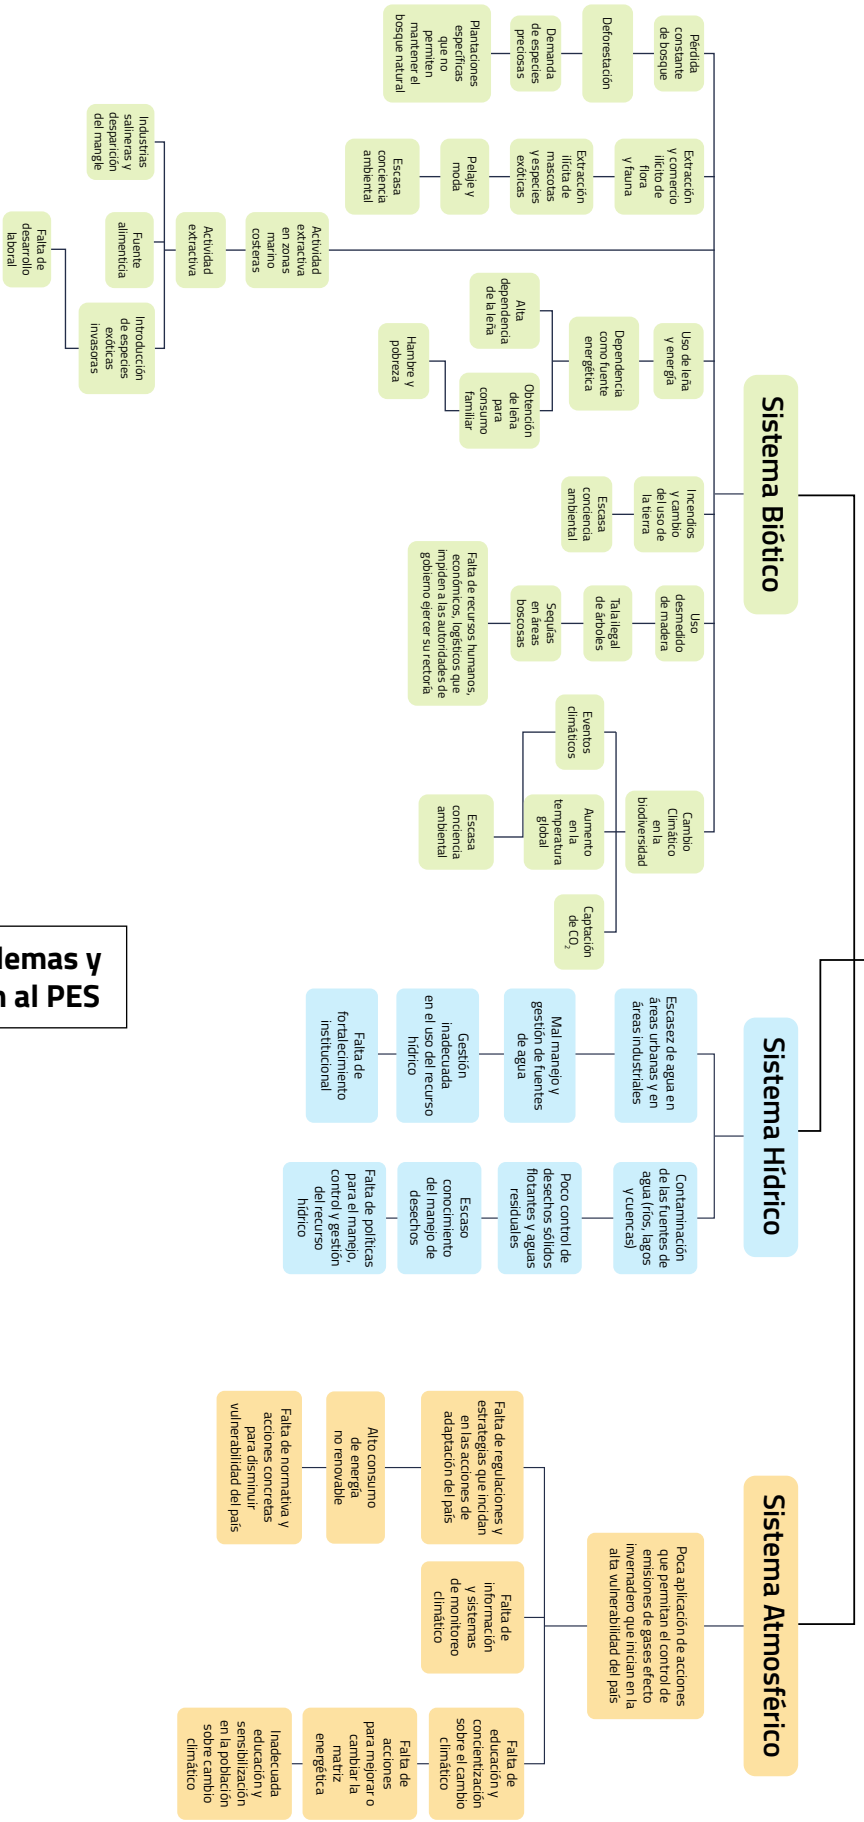 Sistema Biótico
Pérdida
constante
de bosque
Deforestación
Demanda
de especies
preciosas
Plantaciones
específicas
que no
permiten
mantener el
bosque natural
Extracción
y comercio
ilícito de
flora
y fauna
Extracción
ilícita de
mascotas
y especies
exóticas
Pelaje y
moda
Escasa
conciencia
ambiental
Actividad
extractiva
en zonas
marino
costeras
Actividad
extractiva
Industrias
salineras y
desparición
del mangle
Fuente
alimenticia
Introducción
de especies
exóticas
invasoras
Falta de
desarrollo
laboral
Uso de leña
y energía
Dependencia
como fuente
energética
Alta
dependencia
de la leña
Obtención
de leña
para
consumo
familiar
Hambre y
pobreza
Incendios
y cambio
del uso de
la tierra
Escasa
conciencia
ambiental
Uso
desmedido
de madera
Tala ilegal
de árboles
Sequías
en áreas
boscosas
Falta de recursos humanos,
económicos, logísticos que
impiden a las autoridades de
gobierno ejercer su rectoría
Cambio
Climático
en la
biodiversidad
Eventos
climáticos
Aumento
en la
temperatura
global
Captación
de CO₂
Escasa
conciencia
ambiental
Sistema Hídrico
Escasez de agua en
áreas urbanas y en
áreas industriales
Mal manejo y
gestión de fuentes
de agua
Gestión
inadecuada
en el uso del recurso
hídrico
Falta de
fortalecimiento
institucional
Contaminación
de las fuentes de
agua (ríos, lagos
y cuencas)
Poco control de
desechos sólidos
flotantes y aguas
residuales
Escaso
conocimiento
del manejo de
desechos
Falta de políticas
para el manejo,
control y gestión
del recurso
hídrico
Sistema Atmosférico
Poca aplicación de acciones
que permitan el control de
emisiones de gases efecto
invernadero que inician en la
alta vulnerabilidad del país
Falta de regulaciones y
estrategias que incidan
en las acciones de
adaptación del país
Alto consumo
de energía
no renovable
Falta de normativa y
acciones concretas
para disminuir
vulnerabilidad del país
Falta de
información
y sistemas
de monitoreo
climático
Falta de
educación y
concientización
sobre el cambio
climático
Falta de
acciones
para mejorar o
cambiar la
matriz
energética
Inadecuada
educación y
sensibilización
en la población
sobre cambio
climático
lemas y
al PES